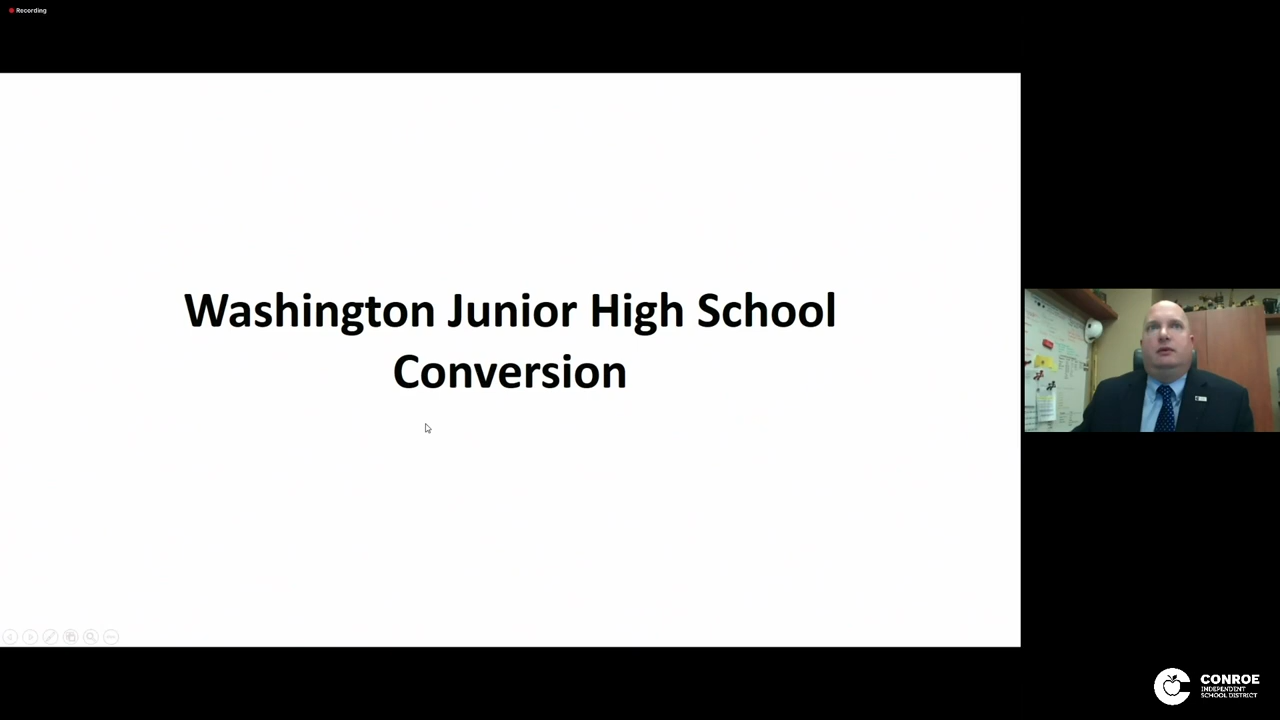 Recording
Washington Junior High School
Conversion
CONROE
INDEPENDENT
SCHOOL DISTRICT